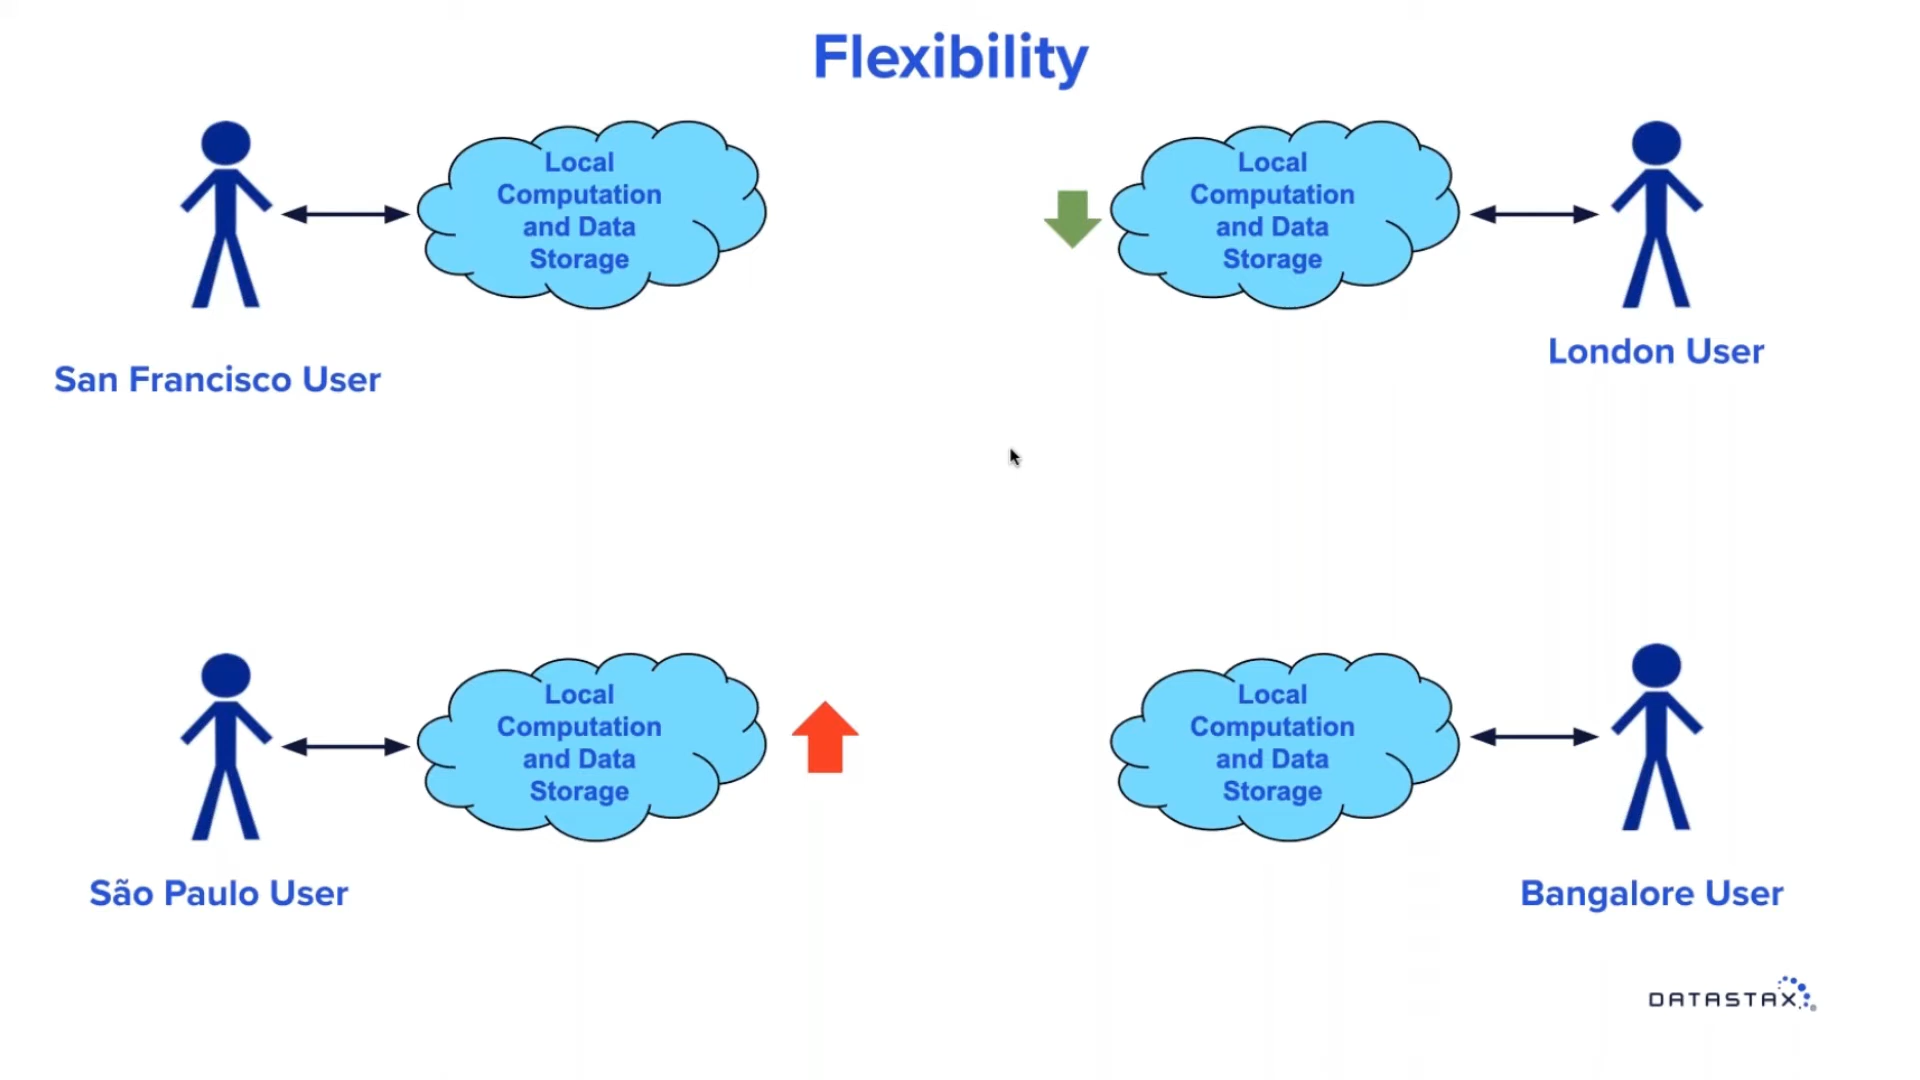 Flexibility
Local
Computation
and Data
Storage
San Francisco User
Local
Computation
and Data
Storage
London User
Local
Computation
and Data
Storage
São Paulo User
Local
Computation
and Data
Storage
Bangalore User
DATASTAX